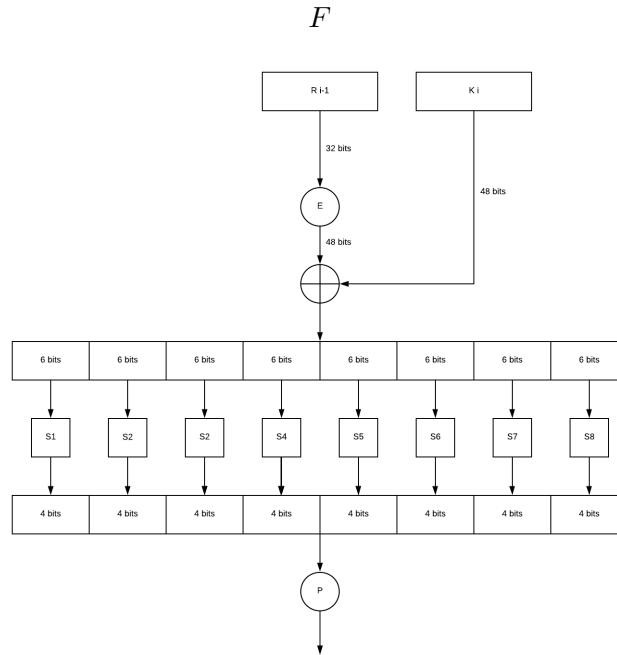 F
R i-1 K i
32 bits
48 bits
E
48 bits
6 bits 6 bits 6 bits 6 bits 6 bits 6 bits 6 bits 6 bits
S1 S2 S2 S4 S5 S6 S7 S8
4 bits 4 bits 4 bits 4 bits 4 bits 4 bits 4 bits 4 bits
P